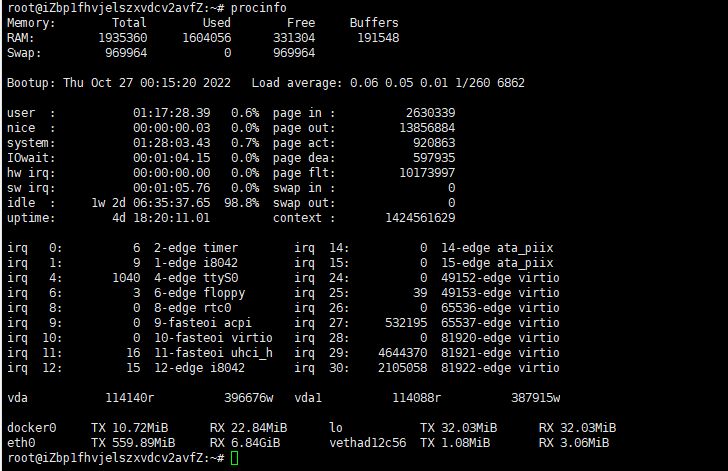 root@iZbp1fhvjelszxvdcv2avfZ:~# procinfo
Memory:        Total        Used        Free     Buffers
RAM:         1935360     1604056      331304      191548
Swap:         969964           0      969964
Bootup: Thu Oct 27 00:15:20 2022   Load average: 0.06 0.05 0.01 1/260 6862
user  :           01:17:28.39   0.6%  page in :          2630339
nice  :           00:00:00.03   0.0%  page out:         13856884
system:           01:28:03.43   0.7%  page act:           920863
IOwait:           00:01:04.15   0.0%  page dea:           597935
hw irq:           00:00:00.00   0.0%  page flt:         10173997
sw irq:           00:01:05.76   0.0%  swap in :                0
idle  :     1w 2d 06:35:37.65  98.8%  swap out:                0
uptime:        4d 18:20:11.01         context :       1424561629
irq   0:          6  2-edge timer        irq  14:          0  14-edge ata_piix
irq   1:          9  1-edge i8042        irq  15:          0  15-edge ata_piix
irq   4:       1040  4-edge ttyS0        irq  24:          0  49152-edge virtio
irq   6:          3  6-edge floppy       irq  25:         39  49153-edge virtio
irq   8:          0  8-edge rtc0         irq  26:          0  65536-edge virtio
irq   9:          0  9-fasteoi acpi      irq  27:     532195  65537-edge virtio
irq  10:          0  10-fasteoi virtio   irq  28:          0  81920-edge virtio
irq  11:         16  11-fasteoi uhci_h   irq  29:    4644370  81921-edge virtio
irq  12:         15  12-edge i8042       irq  30:    2105058  81922-edge virtio
vda            114140r          396676w  vda1          114088r          387915w
docker0     TX 10.72MiB      RX 22.84MiB      lo          TX 32.03MiB      RX 32.03MiB
eth0        TX 559.89MiB     RX 6.84GiB       vethad12c56  TX 1.08MiB       RX 3.06MiB
root@iZbp1fhvjelszxvdcv2avfZ:~#